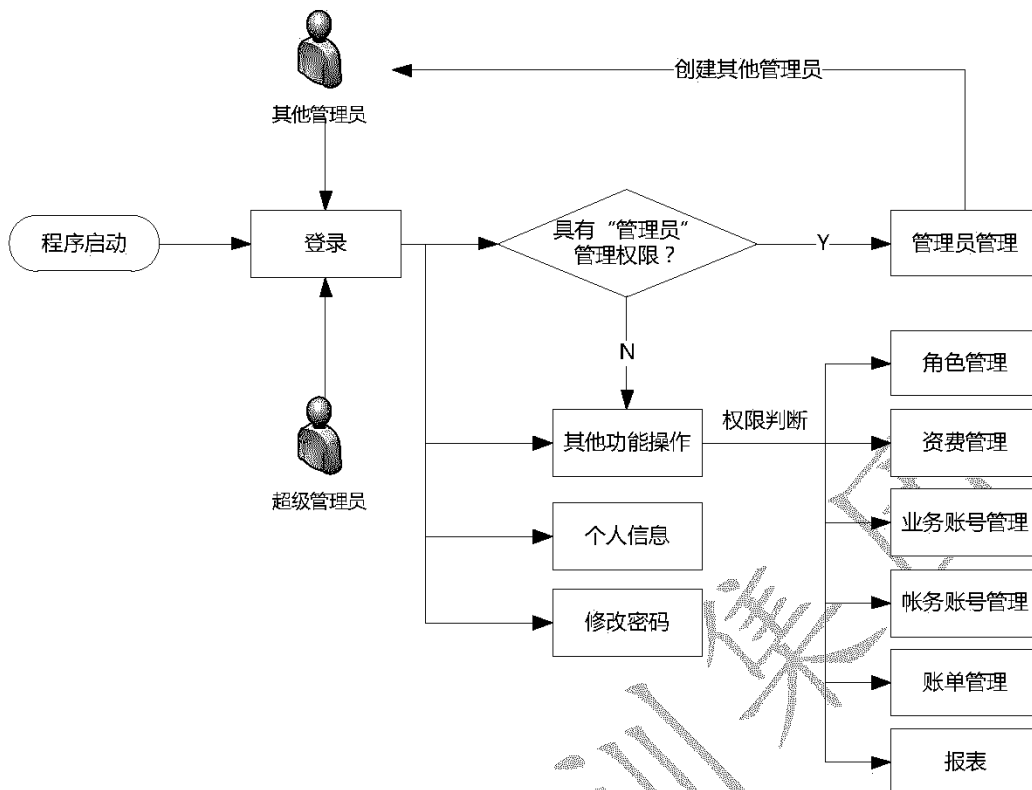 其他管理员
创建其他管理员
程序启动
登录
具有“管理员”
管理权限？
Y
管理员管理
N
角色管理
超级管理员
其他功能操作
权限判断
资费管理
个人信息
业务账号管理
修改密码
帐务账号管理
账单管理
报表